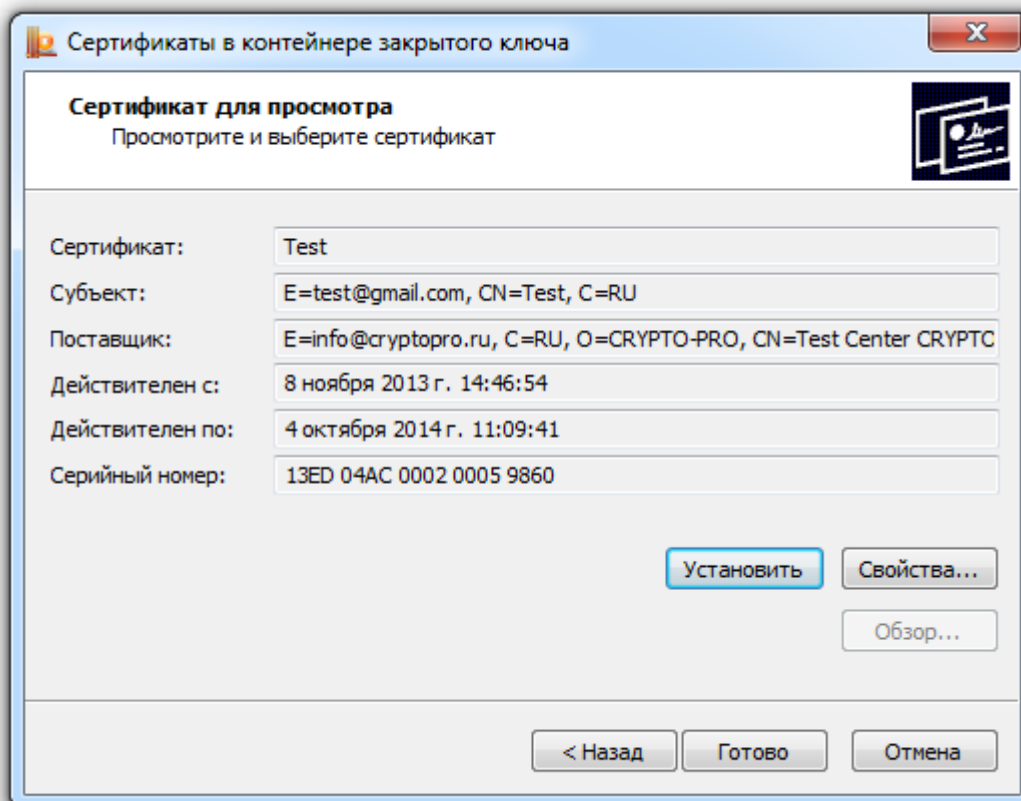 Сертификаты в контейнере закрытого ключа
Сертификат для просмотра
Просмотрите и выберите сертификат
Сертификат: Test
Субъект: E=test@gmail.com, CN=Test, C=RU
Поставщик: E=info@cryptopro.ru, C=RU, O=CRYPTO-PRO, CN=Test Center CRYPTO
Действителен с: 8 ноября 2013 г. 14:46:54
Действителен по: 4 октября 2014 г. 11:09:41
Серийный номер: 13ED 04AC 0002 0005 9860
Установить Свойства...
Обзор...
< Назад Готово Отмена